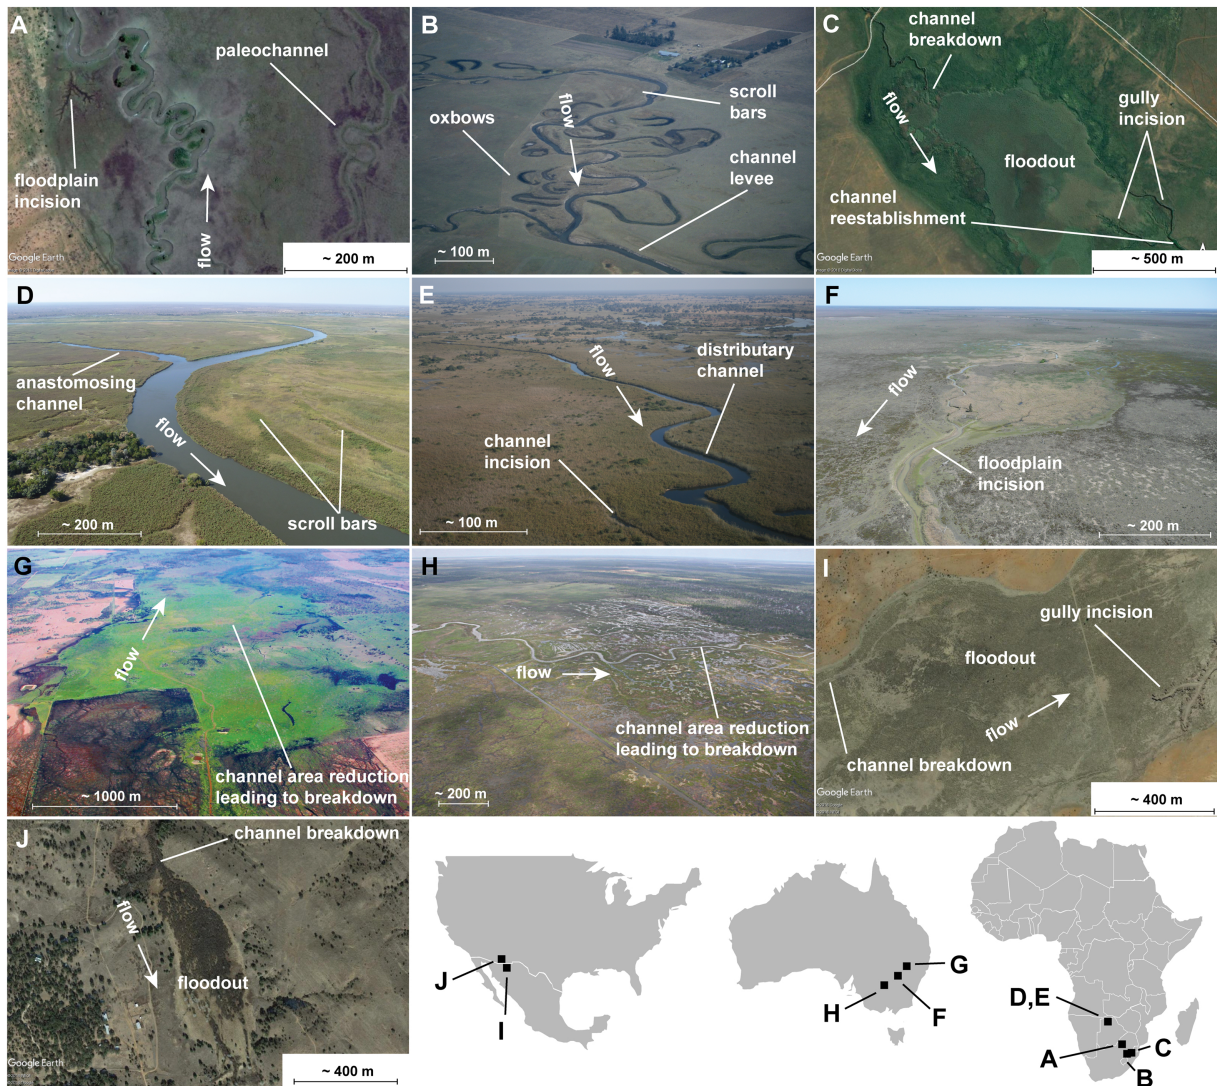 A
paleochannel
floodplain
incision
flow
Google Earth
~ 200 m
B
scroll
bars
flow
oxbows
channel
levee
~ 100 m
C
channel
breakdown
flow
gully
incision
floodout
channel
reestablishment
Google Earth
~ 500 m
D
anastomosing
channel
flow
scroll bars
~ 200 m
E
flow
distributary
channel
channel
incision
~ 100 m
F
flow
floodplain
incision
~ 200 m
G
flow
channel area reduction
leading to breakdown
~ 1000 m
H
flow
channel area reduction
leading to breakdown
~ 200 m
I
gully incision
floodout
flow
channel breakdown
Google Earth
~ 400 m
J
channel breakdown
flow
floodout
Google Earth
~ 400 m
J
I
G
H
F
D,E
A
C
B